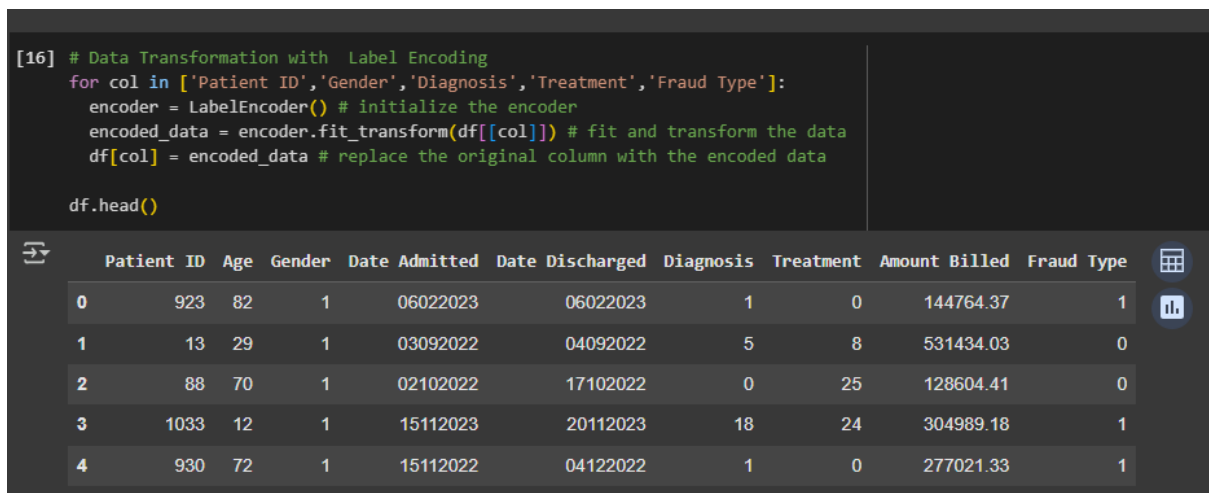 [16] # Data Transformation with  Label Encoding
for col in ['Patient ID','Gender','Diagnosis','Treatment','Fraud Type']:
  encoder = LabelEncoder() # initialize the encoder
  encoded_data = encoder.fit_transform(df[[col]]) # fit and transform the data
  df[col] = encoded_data # replace the original column with the encoded data
df.head()
Patient ID Age Gender Date Admitted Date Discharged Diagnosis Treatment Amount Billed Fraud Type
0 923 82 1 06022023 06022023 1 0 144764.37 1
1 13 29 1 03092022 04092022 5 8 531434.03 0
2 88 70 1 02102022 17102022 0 25 128604.41 0
3 1033 12 1 15112023 20112023 18 24 304989.18 1
4 930 72 1 15112022 04122022 1 0 277021.33 1